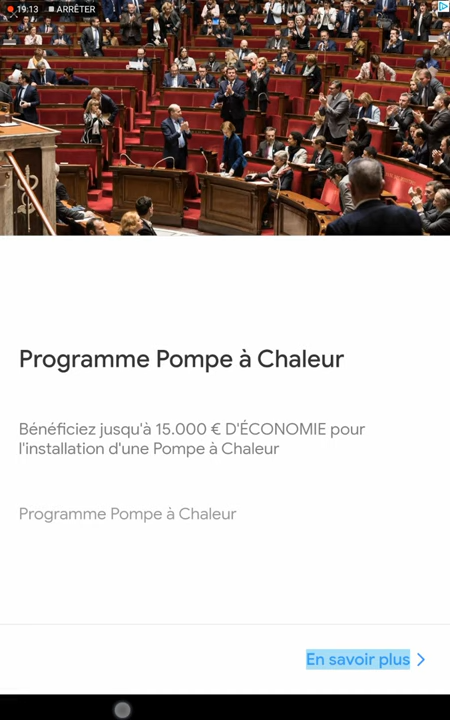 19:13 ARRÊTER
Programme Pompe à Chaleur
Bénéficiez jusqu'à 15.000 € D'ÉCONOMIE pour
l'installation d'une Pompe à Chaleur
Programme Pompe à Chaleur
En savoir plus